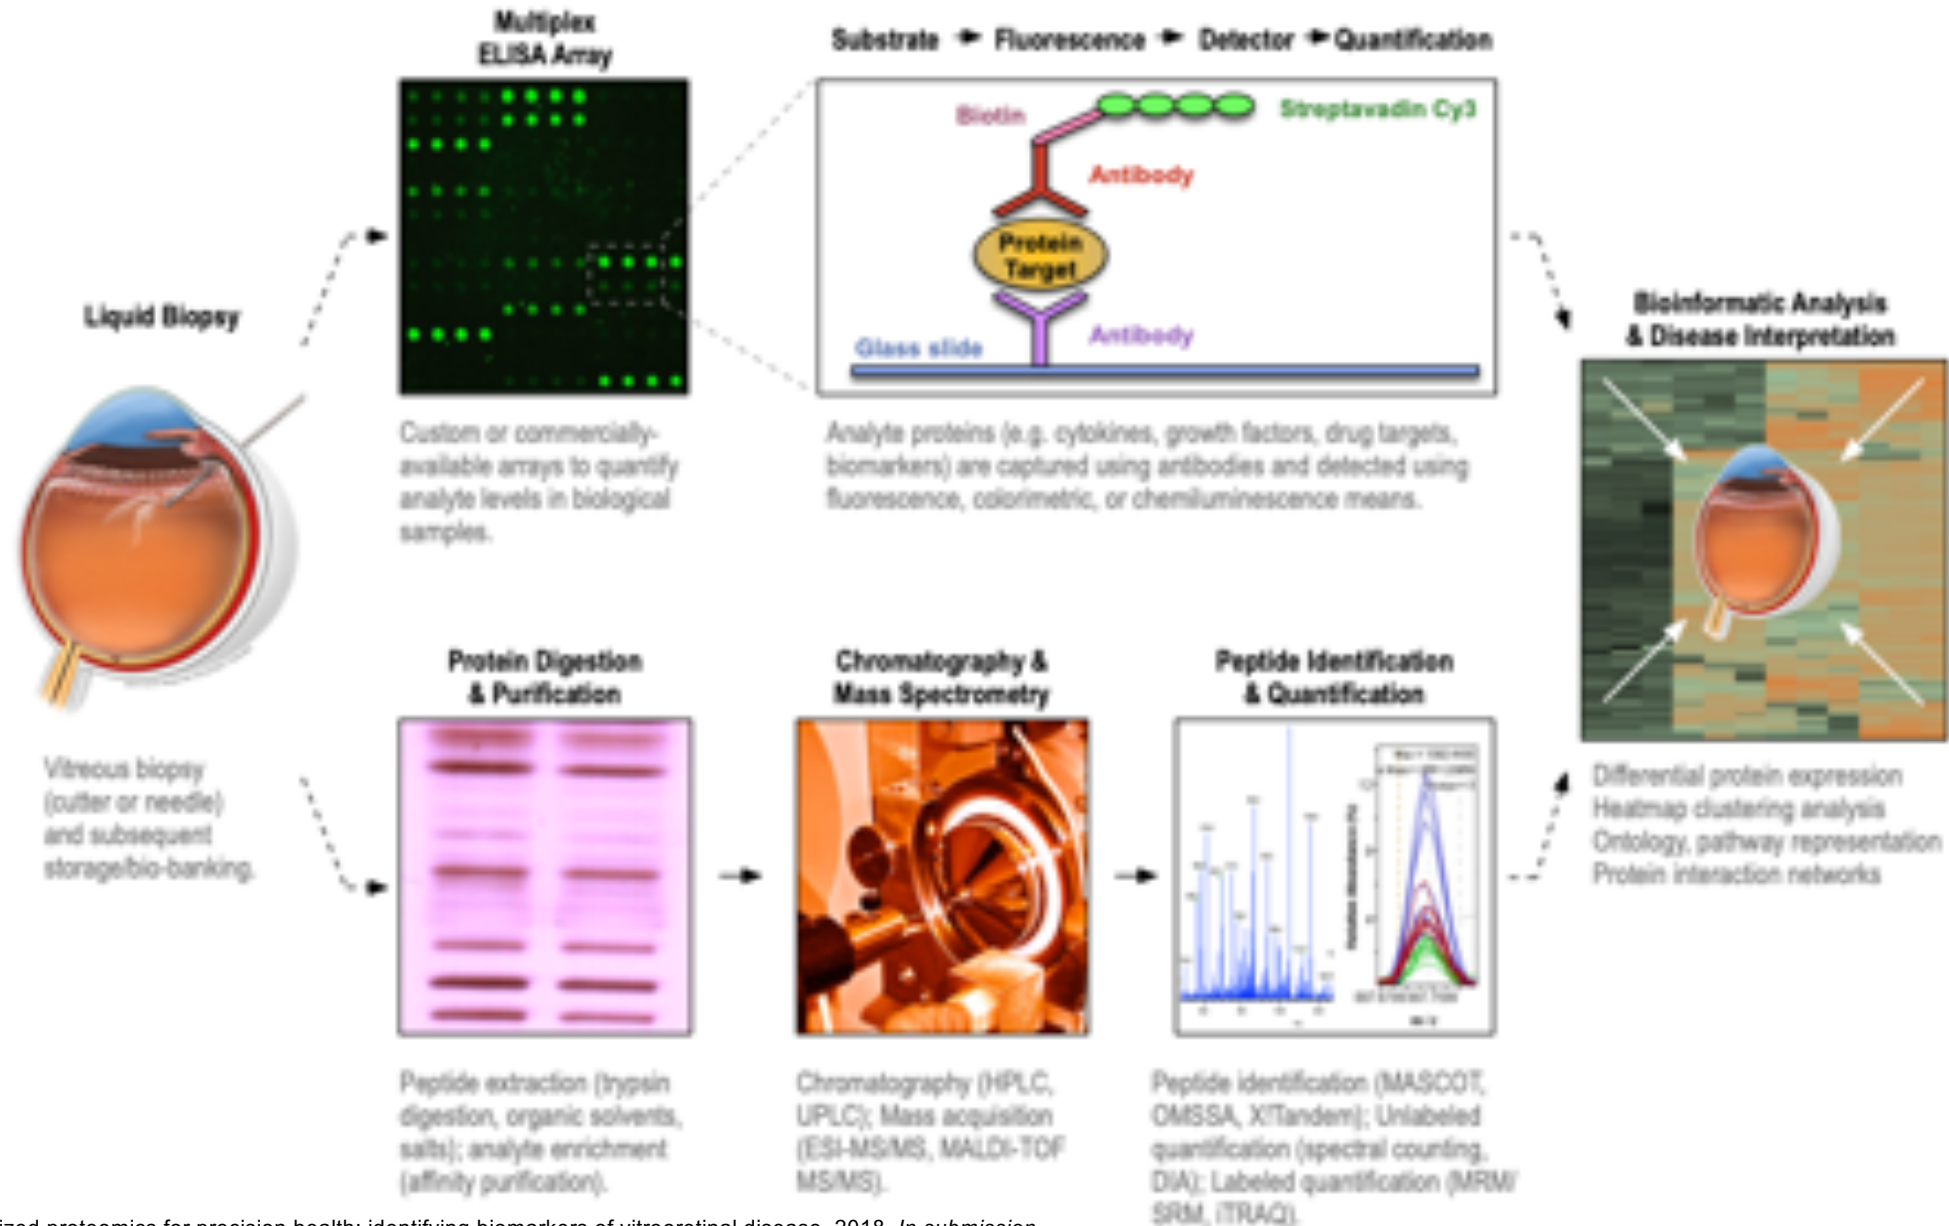 Multiplex
ELISA Array
Substrate Fluorescence Detector Quantification
Biotin
Streptavadin Cy3
Antibody
Protein
Target
Antibody
Glass slide
Liquid Biopsy
Bioinformatic Analysis
& Disease Interpretation
Custom or commercially-
available arrays to quantify
analyte levels in biological
samples.
Analyte proteins (e.g. cytokines, growth factors, drug targets,
biomarkers) are captured using antibodies and detected using
fluorescence, colorimetric, or chemiluminescence means.
Vitreous biopsy
(cutter or needle)
and subsequent
storage/bio-banking.
Protein Digestion
& Purification
Chromatography &
Mass Spectrometry
Peptide Identification
& Quantification
Differential protein expression
Heatmap clustering analysis
Ontology, pathway representation
Protein interaction networks
Peptide extraction (trypsin
digestion, organic solvents,
salts); analyte enrichment
(affinity purification).
Chromatography (HPLC,
UPLC); Mass acquisition
(ESI-MS/MS, MALDI-TOF
MS/MS).
Peptide identification (MASCOT,
OMSSA, X!Tandem); Unlabeled
quantification (spectral counting,
DIA); Labeled quantification (MRM/
SRM, iTRAQ).
ized proteomics for precision health: identifying biomarkers of vitreoretinal disease. 2018. In submission